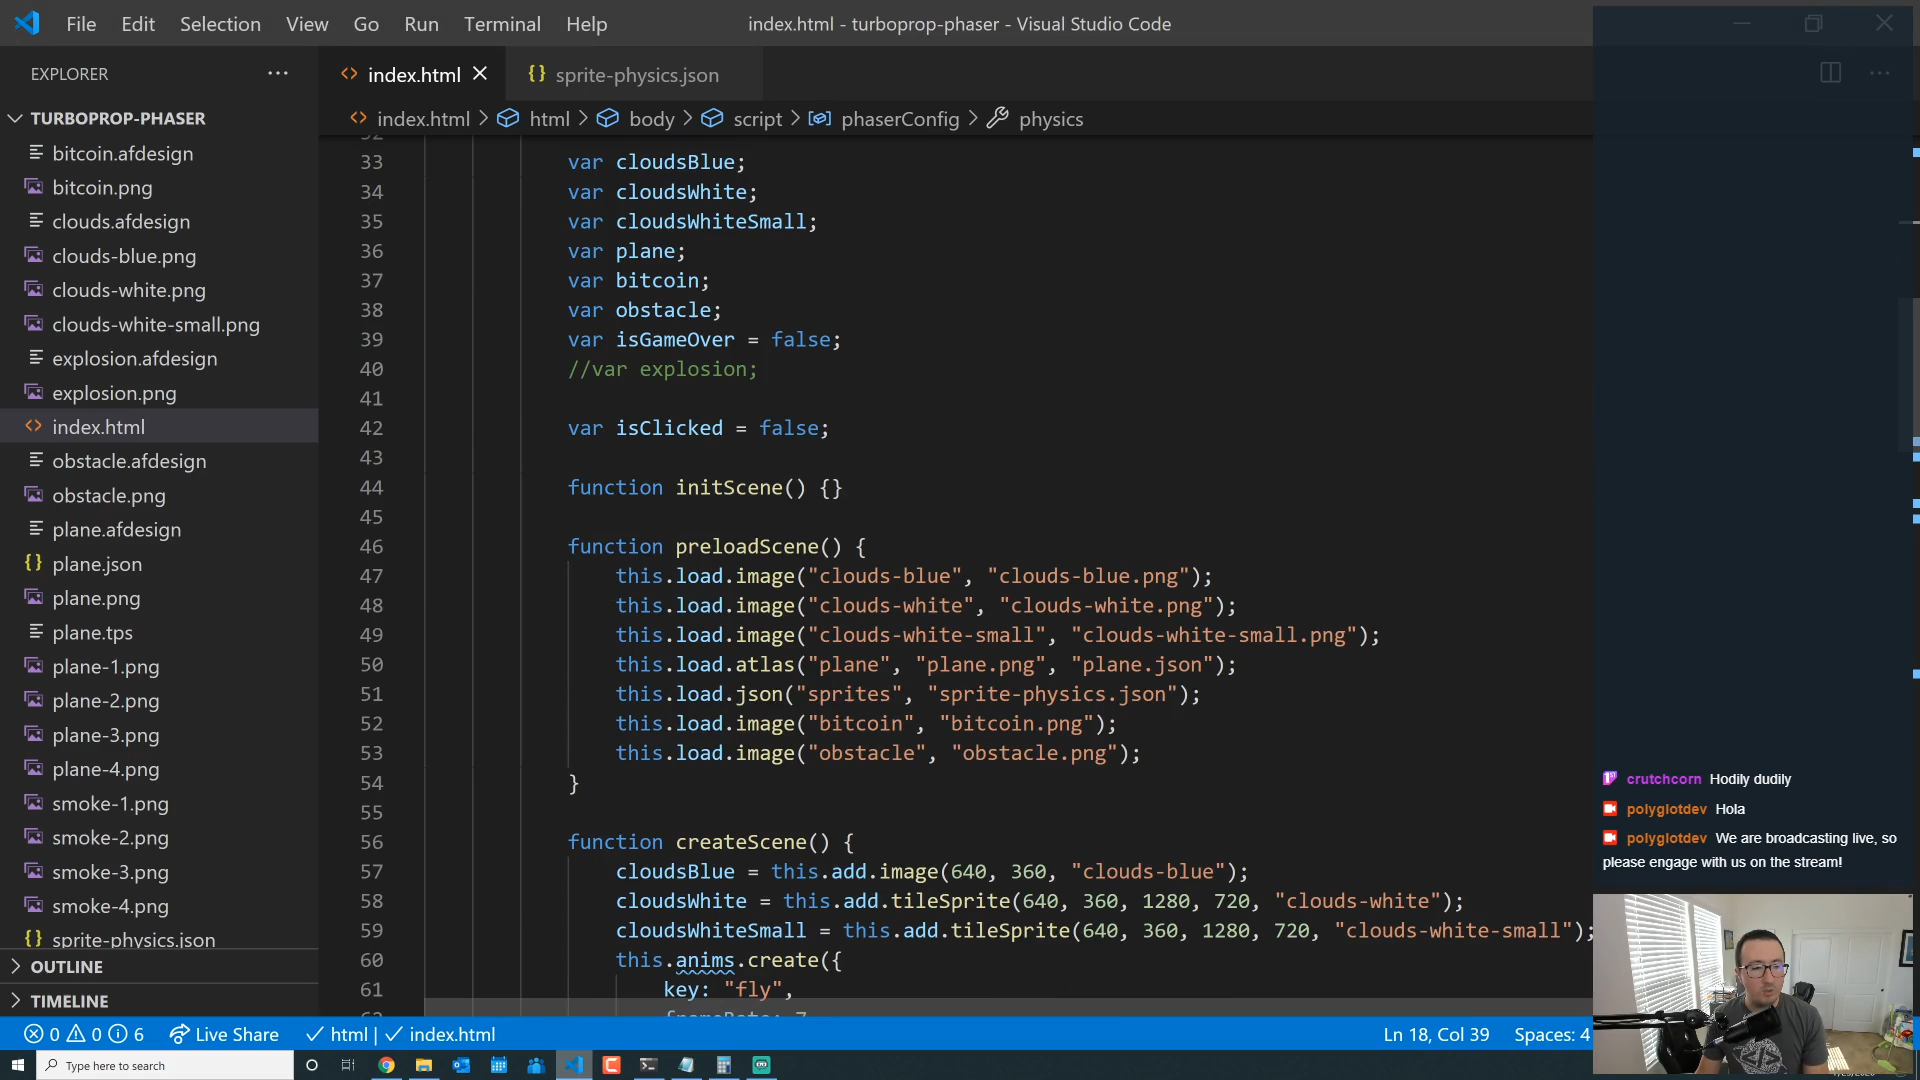 File Edit Selection View Go Run Terminal Help
index.html - turboprop-phaser - Visual Studio Code
EXPLORER
index.html
{} sprite-physics.json
TURBOPROP-PHASER
index.html > html > body > script > phaserConfig > physics
bitcoin.afdesign
bitcoin.png
clouds.afdesign
clouds-blue.png
clouds-white.png
clouds-white-small.png
explosion.afdesign
explosion.png
index.html
obstacle.afdesign
obstacle.png
plane.afdesign
{} plane.json
plane.png
plane.tps
plane-1.png
plane-2.png
plane-3.png
plane-4.png
smoke-1.png
smoke-2.png
smoke-3.png
smoke-4.png
{} sprite-physics.json
OUTLINE
TIMELINE
33 var cloudsBlue;
34 var cloudsWhite;
35 var cloudsWhiteSmall;
36 var plane;
37 var bitcoin;
38 var obstacle;
39 var isGameOver = false;
40 //var explosion;
41
42 var isClicked = false;
43
44 function initScene() {}
45
46 function preloadScene() {
47 this.load.image("clouds-blue", "clouds-blue.png");
48 this.load.image("clouds-white", "clouds-white.png");
49 this.load.image("clouds-white-small", "clouds-white-small.png");
50 this.load.atlas("plane", "plane.png", "plane.json");
51 this.load.json("sprites", "sprite-physics.json");
52 this.load.image("bitcoin", "bitcoin.png");
53 this.load.image("obstacle", "obstacle.png");
54 }
55
56 function createScene() {
57 cloudsBlue = this.add.image(640, 360, "clouds-blue");
58 cloudsWhite = this.add.tileSprite(640, 360, 1280, 720, "clouds-white");
59 cloudsWhiteSmall = this.add.tileSprite(640, 360, 1280, 720, "clouds-white-small");
60 this.anims.create({
61 key: "fly",
crutchcorn Hodily dudily
polyglotdev Hola
polyglotdev We are broadcasting live, so
please engage with us on the stream!
0 0 6 Live Share html | index.html
Ln 18, Col 39 Spaces: 4
Type here to search